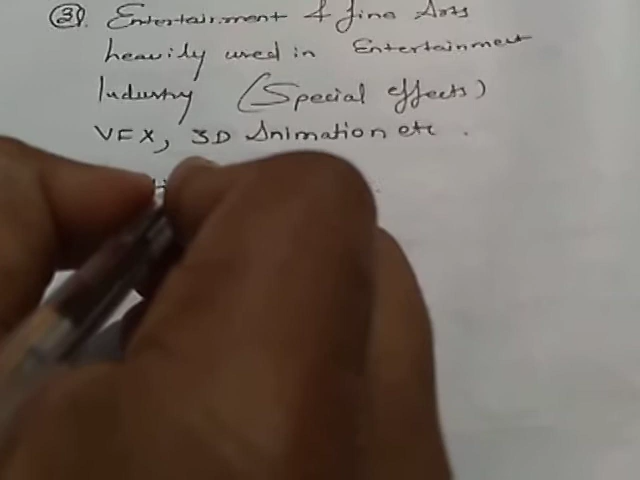 (3). Entertainment & fine Arts
heavily used in Entertainment
Industry (Special effects)
VFX, 3D Animation etc.